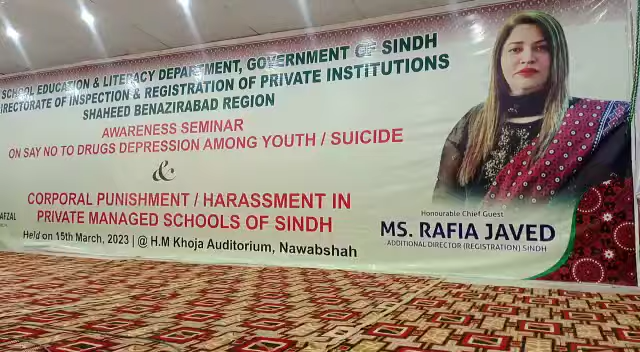 SCHOOL EDUCATION & LITERACY DEPARTMENT, GOVERNMENT OF SINDH
DIRECTORATE OF INSPECTION & REGISTRATION OF PRIVATE INSTITUTIONS
SHAHEED BENAZIRABAD REGION
AWARENESS SEMINAR
ON SAY NO TO DRUGS DEPRESSION AMONG YOUTH / SUICIDE
&
CORPORAL PUNISHMENT / HARASSMENT IN
PRIVATE MANAGED SCHOOLS OF SINDH
Held on 15th March, 2023 | @ H.M Khoja Auditorium, Nawabshah
AFZAL
Honourable Chief Guest
MS. RAFIA JAVED
ADDITIONAL DIRECTOR (REGISTRATION) SINDH